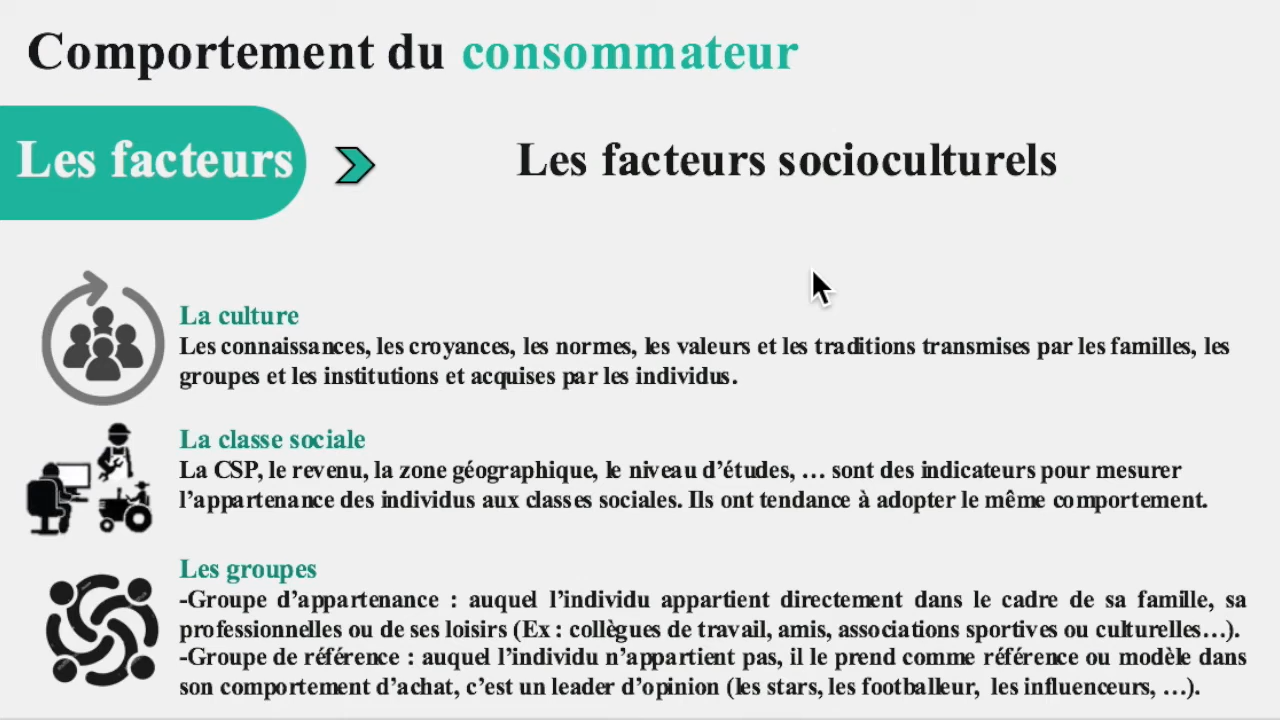 Comportement du consommateur
Les facteurs
Les facteurs socioculturels
La culture
Les connaissances, les croyances, les normes, les valeurs et les traditions transmises par les familles, les
groupes et les institutions et acquises par les individus.
La classe sociale
La CSP, le revenu, la zone géographique, le niveau d’études, … sont des indicateurs pour mesurer
l’appartenance des individus aux classes sociales. Ils ont tendance à adopter le même comportement.
Les groupes
-Groupe d’appartenance : auquel l’individu appartient directement dans le cadre de sa famille, sa
professionnelles ou de ses loisirs (Ex : collègues de travail, amis, associations sportives ou culturelles…).
-Groupe de référence : auquel l’individu n’appartient pas, il le prend comme référence ou modèle dans
son comportement d’achat, c’est un leader d’opinion (les stars, les footballeur, les influenceurs, …).